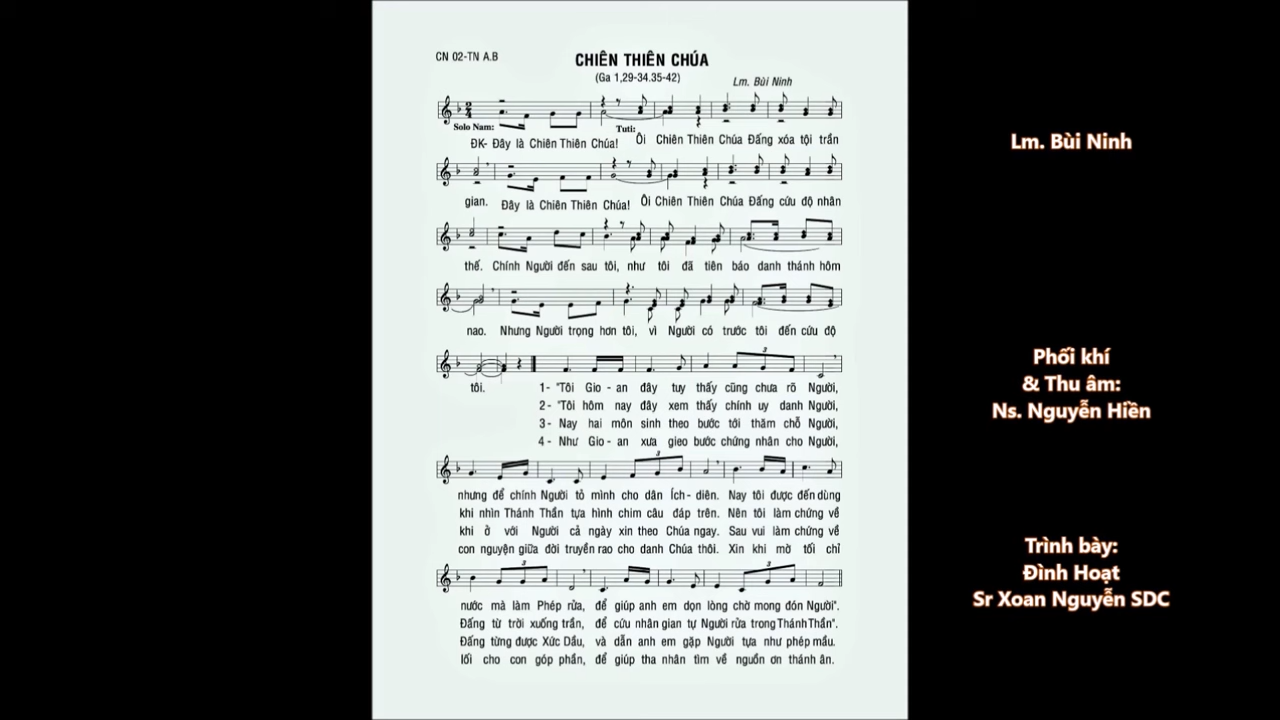 CN 02-TN A.B
CHIÊN THIÊN CHÚA
(Ga 1,29-34.35-42)
Lm. Bùi Ninh
Solo Nam:
Tuti:
ĐK- Đây là Chiên Thiên Chúa! Ôi Chiên Thiên Chúa Đấng xóa tội trần
gian. Đây là Chiên Thiên Chúa! Ôi Chiên Thiên Chúa Đấng cứu độ nhân
thế. Chính Người đến sau tôi, như tôi đã tiên báo danh thánh hôm
nao. Nhưng Người trọng hơn tôi, vì Người có trước tôi đến cứu độ
tôi. 1- "Tôi Gio - an đây tuy thấy cũng chưa rõ Người,
2- "Tôi hôm nay đây xem thấy chính uy danh Người,
3- Nay hai môn sinh theo bước tới thăm chỗ Người,
4- Như Gio- an xưa gieo bước chứng nhân cho Người,
nhưng để chính Người tỏ mình cho dân Ích- diên. Nay tôi được đến dùng
khi nhìn Thánh Thần tựa hình chim câu đáp trên. Nên tôi làm chứng về
khi ở với Người cả ngày xin theo Chúa ngay. Sau vui làm chứng về
con nguyện giữa đời truyền rao cho danh Chúa thôi. Xin khi mờ tối chỉ
nước mà làm Phép rửa, để giúp anh em dọn lòng chờ mong đón Người".
Đấng từ trời xuống trần, để cứu nhân gian tự Người rửa trong Thánh Thần".
Đấng từng được Xức Dầu, và dẫn anh em gặp Người tựa như phép mầu.
lối cho con góp phần, để giúp tha nhân tìm về nguồn ơn thánh ân.
Lm. Bùi Ninh
Phối khí
& Thu âm:
Ns. Nguyễn Hiền
Trình bày:
Đình Hoạt
Sr Xoan Nguyễn SDC